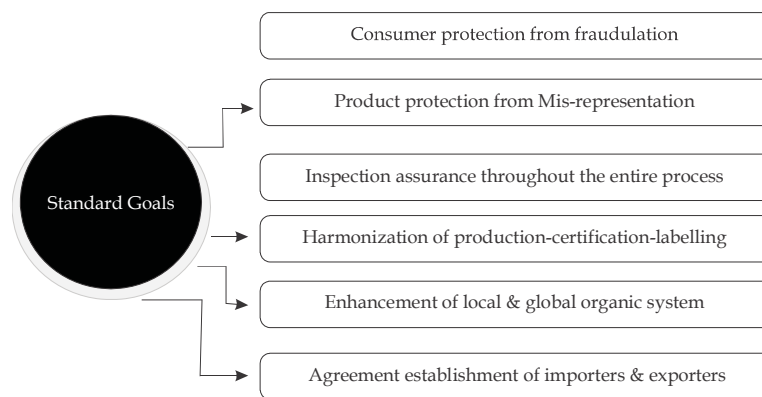 Consumer protection from fraudulation
Product protection from Mis-representation
Inspection assurance throughout the entire process
Standard Goals
Harmonization of production-certification-labelling
Enhancement of local & global organic system
Agreement establishment of importers & exporters